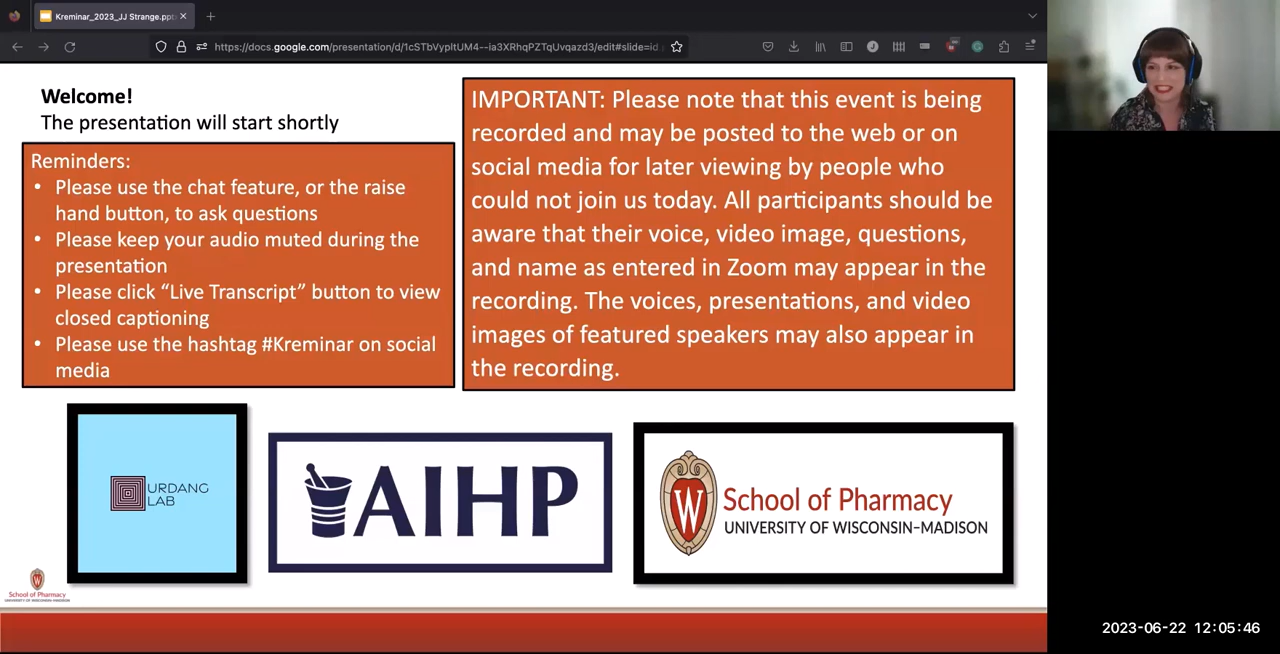 Kreminar_2023_JJ Strange.ppt
https://docs.google.com/presentation/d/1cSTbVypItUM4--ia3XRhqPZTqUvqazd3/edit#slide=id
Welcome!
The presentation will start shortly
Reminders:
• Please use the chat feature, or the raise
hand button, to ask questions
• Please keep your audio muted during the
presentation
• Please click “Live Transcript” button to view
closed captioning
• Please use the hashtag #Kreminar on social
media
IMPORTANT: Please note that this event is being
recorded and may be posted to the web or on
social media for later viewing by people who
could not join us today. All participants should be
aware that their voice, video image, questions,
and name as entered in Zoom may appear in the
recording. The voices, presentations, and video
images of featured speakers may also appear in
the recording.
URDANG
LAB
AIHP
W
School of Pharmacy
UNIVERSITY OF WISCONSIN–MADISON
School of Pharmacy
UNIVERSITY OF WISCONSIN–MADISON
2023-06-22 12:05:46